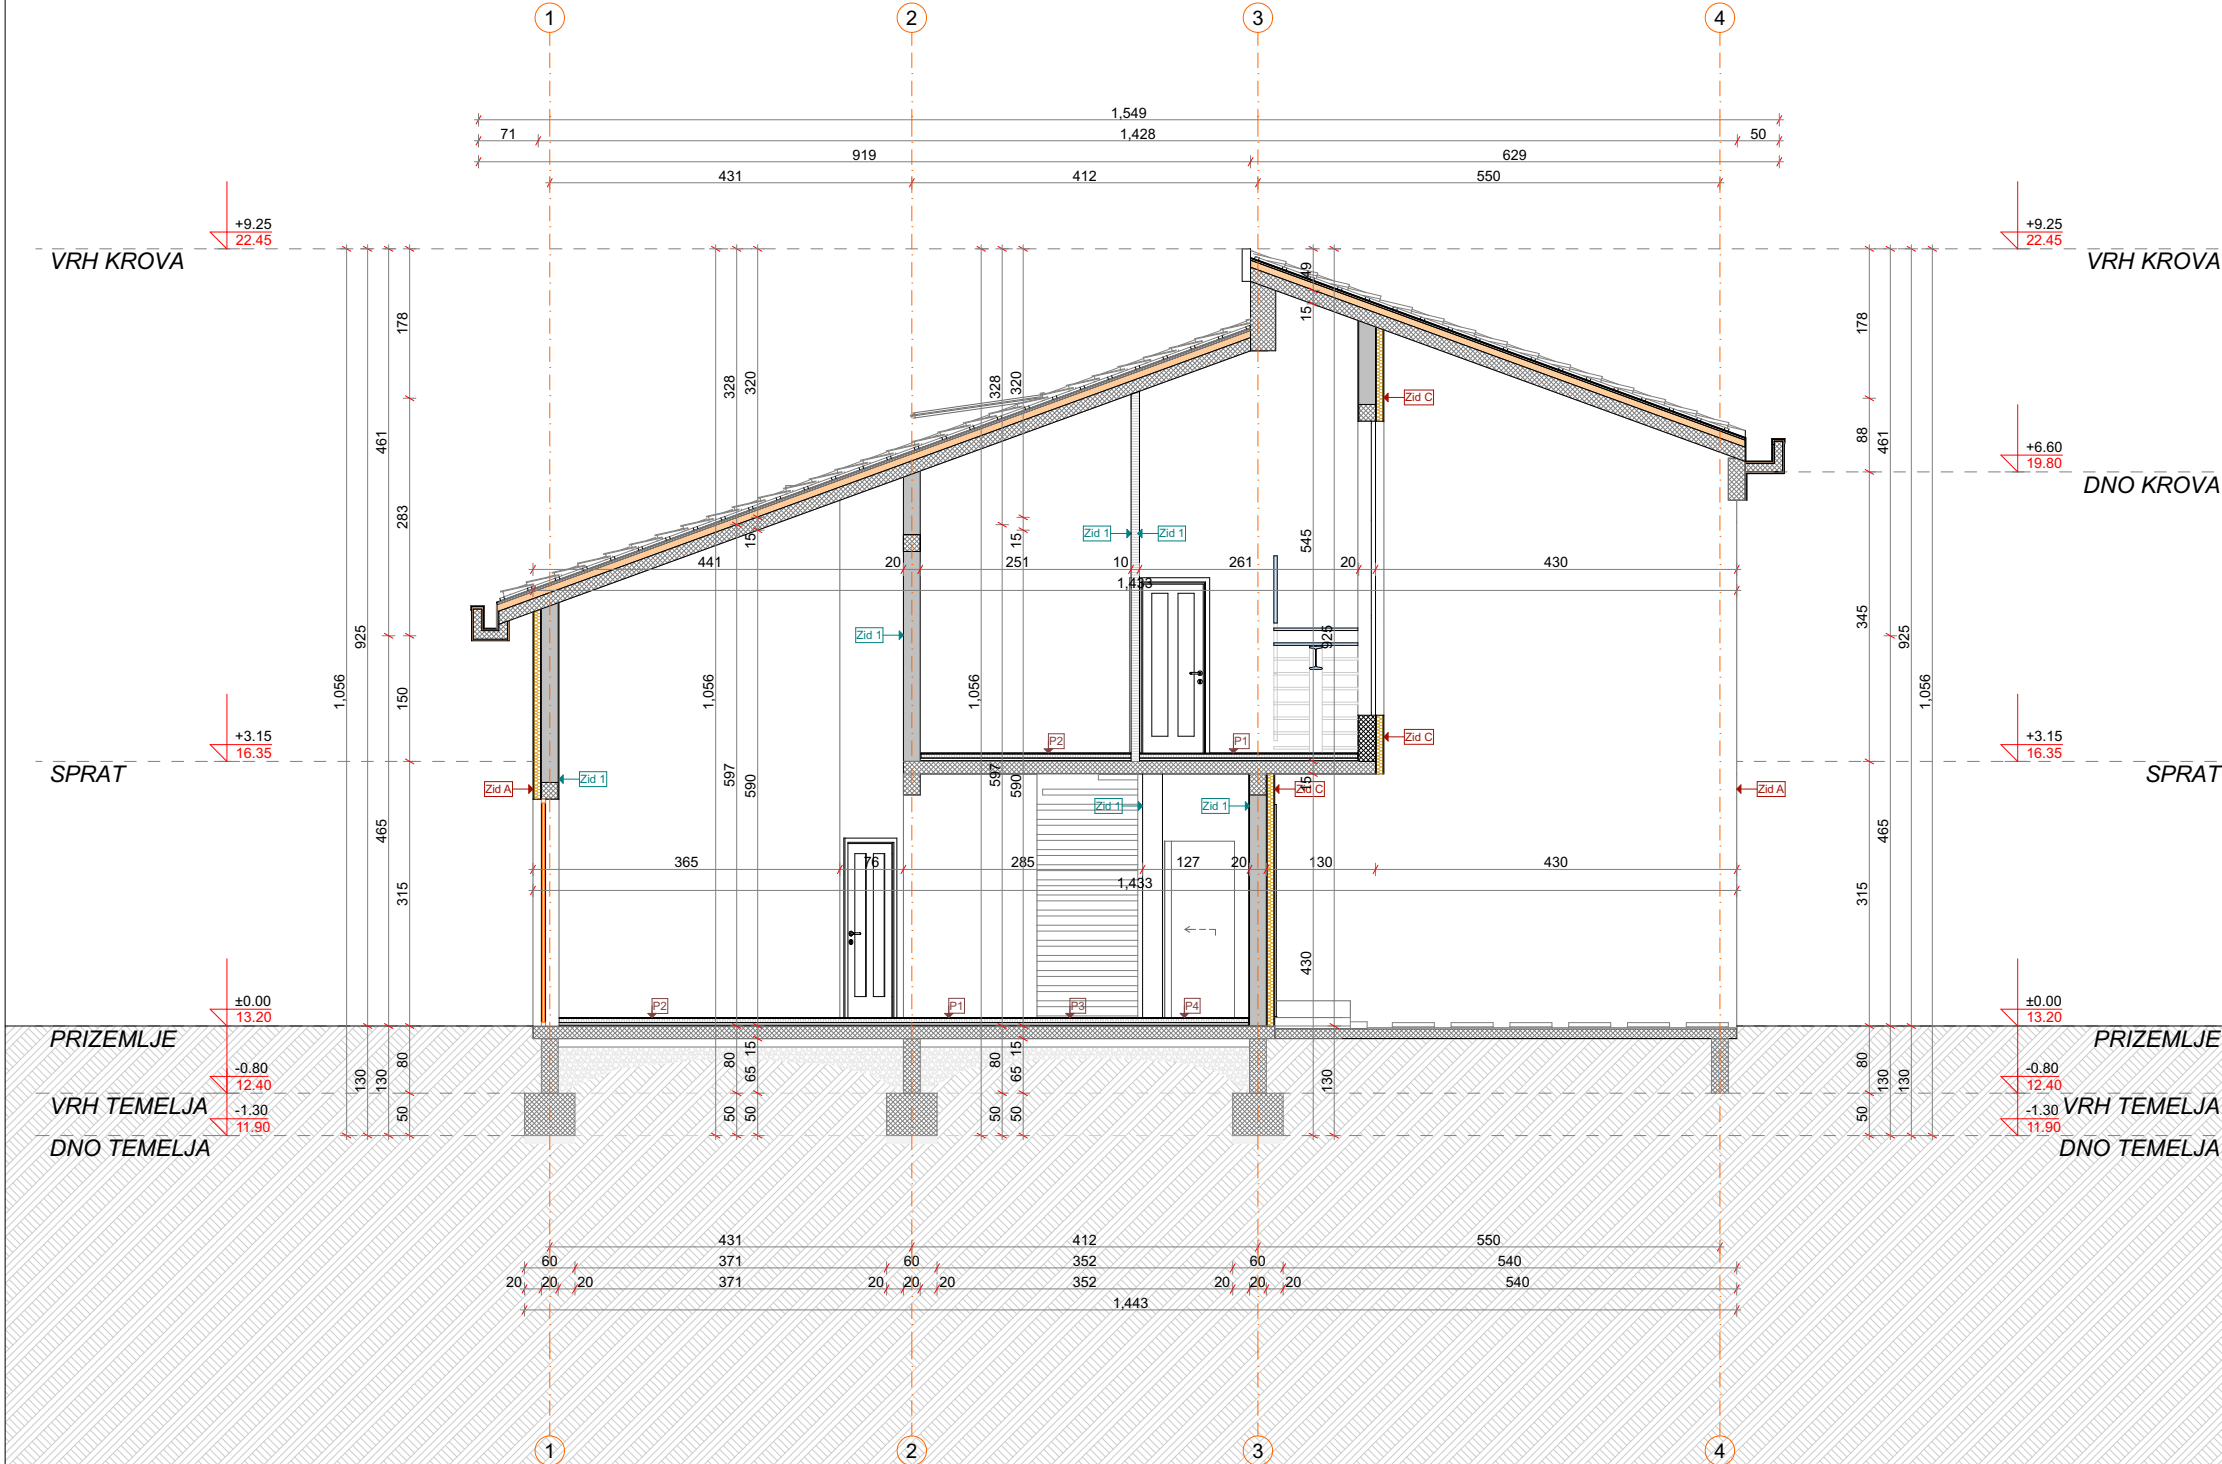 1 2 3 4
1,549
71 1,428 50
919 629
431 412 550
+9.25
22.45
VRH KROVA
+9.25
22.45
VRH KROVA
+6.60
19.80
DNO KROVA
+3.15
16.35
SPRAT
+3.15
16.35
SPRAT
±0.00
13.20
PRIZEMLJE
±0.00
13.20
PRIZEMLJE
-0.80
12.40
VRH TEMELJA
-0.80
12.40
VRH TEMELJA
-1.30
11.90
DNO TEMELJA
-1.30
11.90
DNO TEMELJA
1,056
925 130
461 465 130
178 283 150 315 80 50
1,056
328 597 80 50
320 15 590 15 65 50
1,056
328 597 80 50
320 15 590 15 65 50
49 15 545 15 430
925 130
178 88 345 315 80 50
461 465 130
925 130
1,056
Zid C
Zid 1 Zid 1
441 20 251 10 261 20 430
1,433
Zid 1
P2 P1 Zid C
Zid A Zid 1 Zid 1 Zid 1 Zid C Zid A
365 76 285 127 20 130 430
1,433
P2 P1 P3 P4
431 412 550
60 371 60 352 60 540
20 20 20 371 20 20 20 352 20 20 20 540
1,443
1 2 3 4